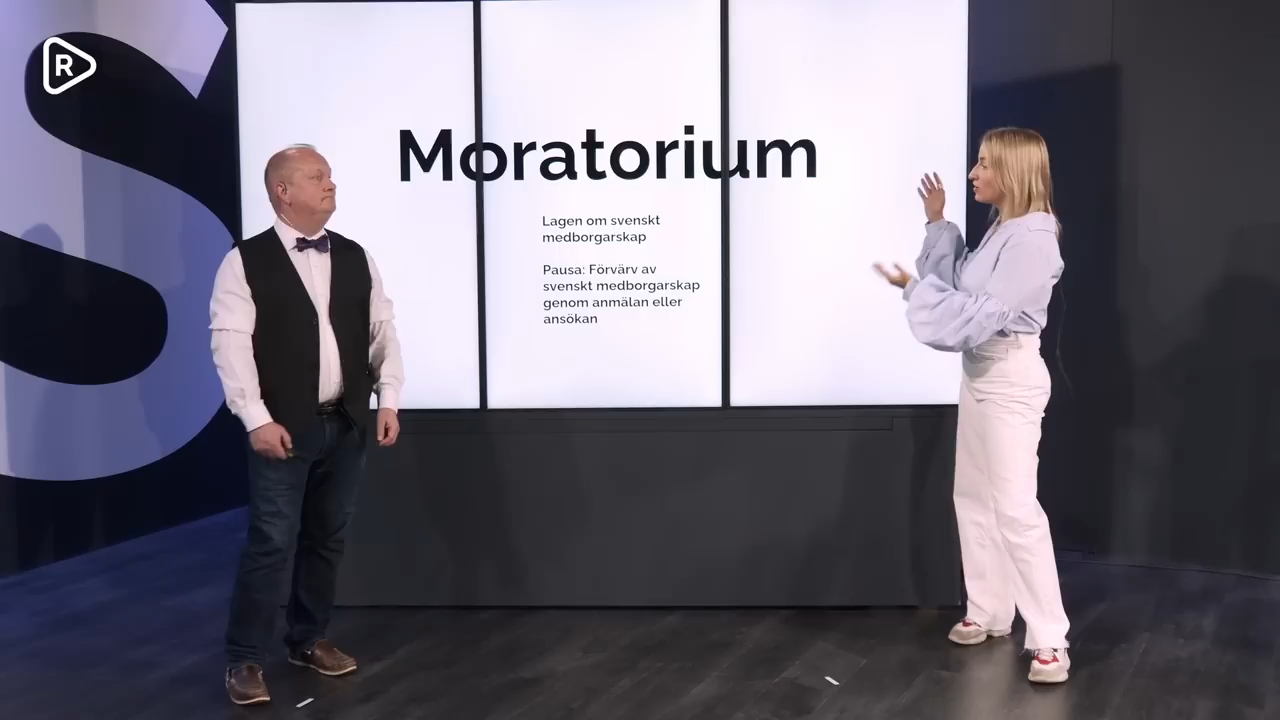 R
Moratorium
Lagen om svenskt
medborgarskap
Pausa: Förvärv av
svenskt medborgarskap
genom anmälan eller
ansökan